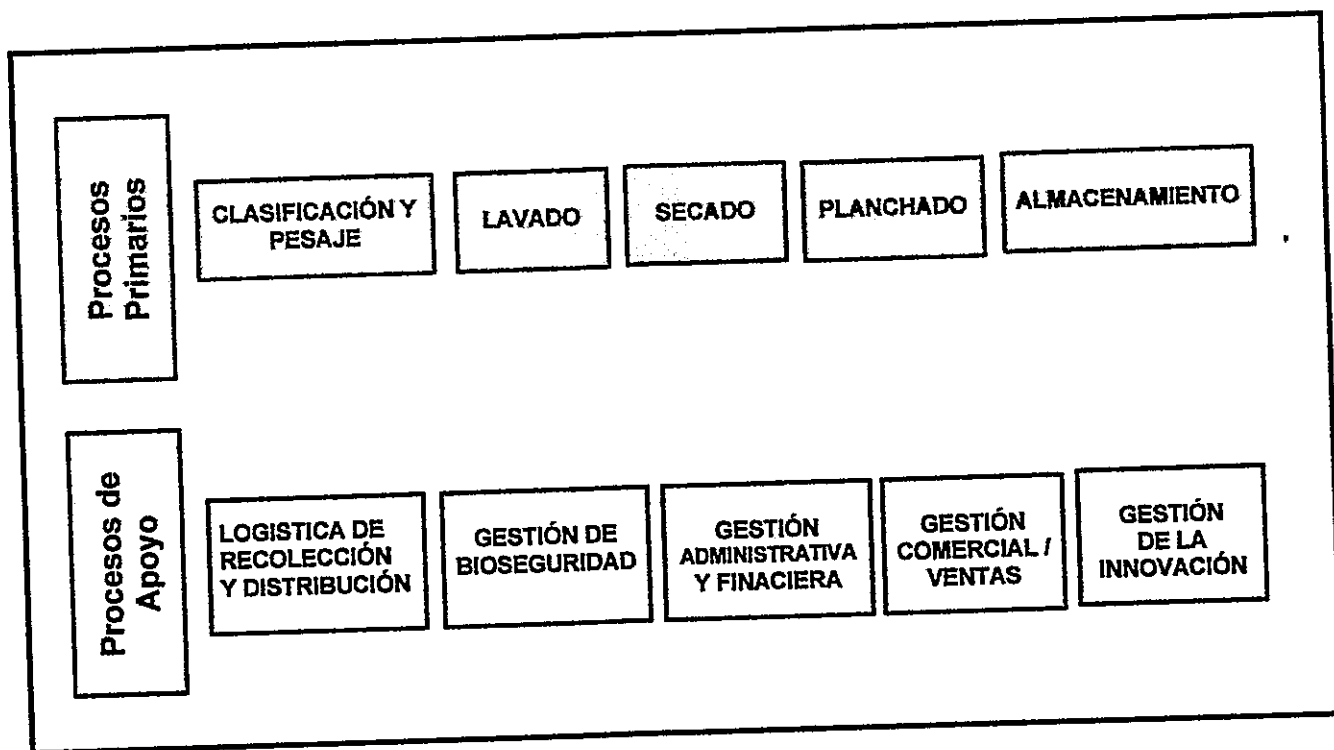 Procesos
Primarios
CLASIFICACIÓN Y
PESAJE
LAVADO
SECADO
PLANCHADO
ALMACENAMIENTO
Procesos de
Apoyo
LOGISTICA DE
RECOLECCIÓN
Y DISTRIBUCIÓN
GESTIÓN DE
BIOSEGURIDAD
GESTIÓN
ADMINISTRATIVA
Y FINACIERA
GESTIÓN
COMERCIAL /
VENTAS
GESTIÓN
DE LA
INNOVACIÓN